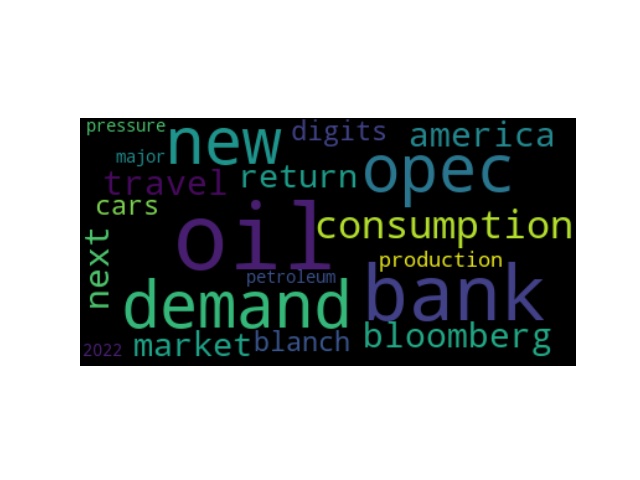 pressure
new
digits
america
major
opec
travel
return
cars
oil
consumption
next
production
petroleum
bank
demand
bloomberg
market
blanch
2022